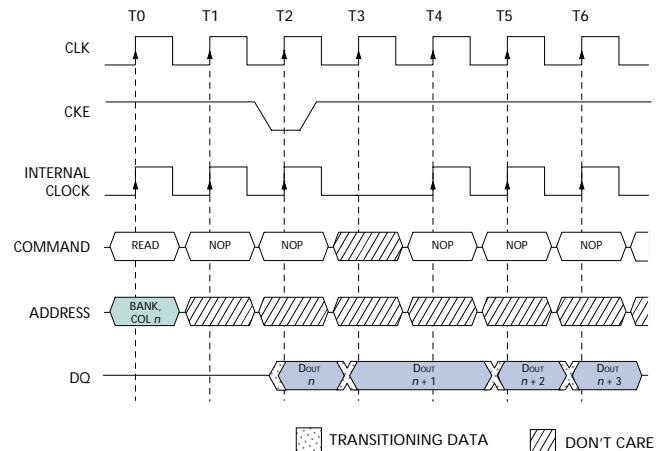 T0 T1 T2 T3 T4 T5 T6
CLK
CKE
INTERNAL
CLOCK
COMMAND READ NOP NOP NOP NOP NOP
ADDRESS BANK,
COL n
DQ DOUT DOUT DOUT DOUT
n n + 1 n + 2 n + 3
TRANSITIONING DATA DON'T CARE